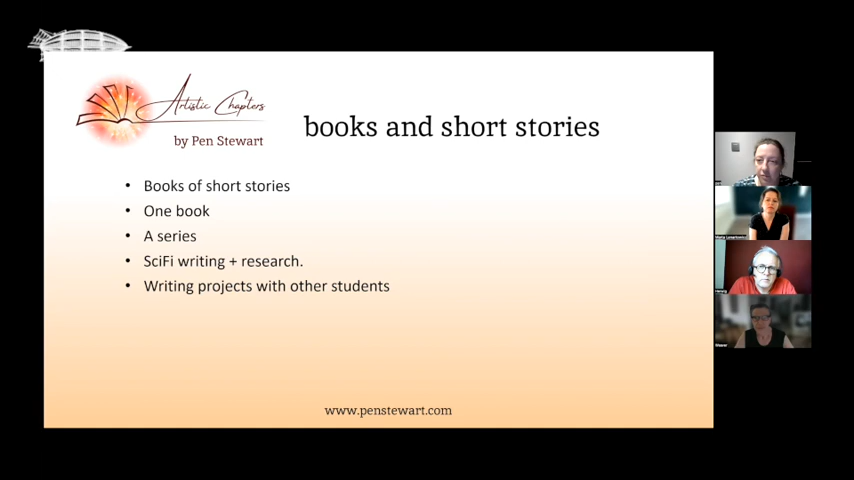 Artistic Chapters
by Pen Stewart
books and short stories
• Books of short stories
• One book
• A series
• SciFi writing + research.
• Writing projects with other students
www.penstewart.com